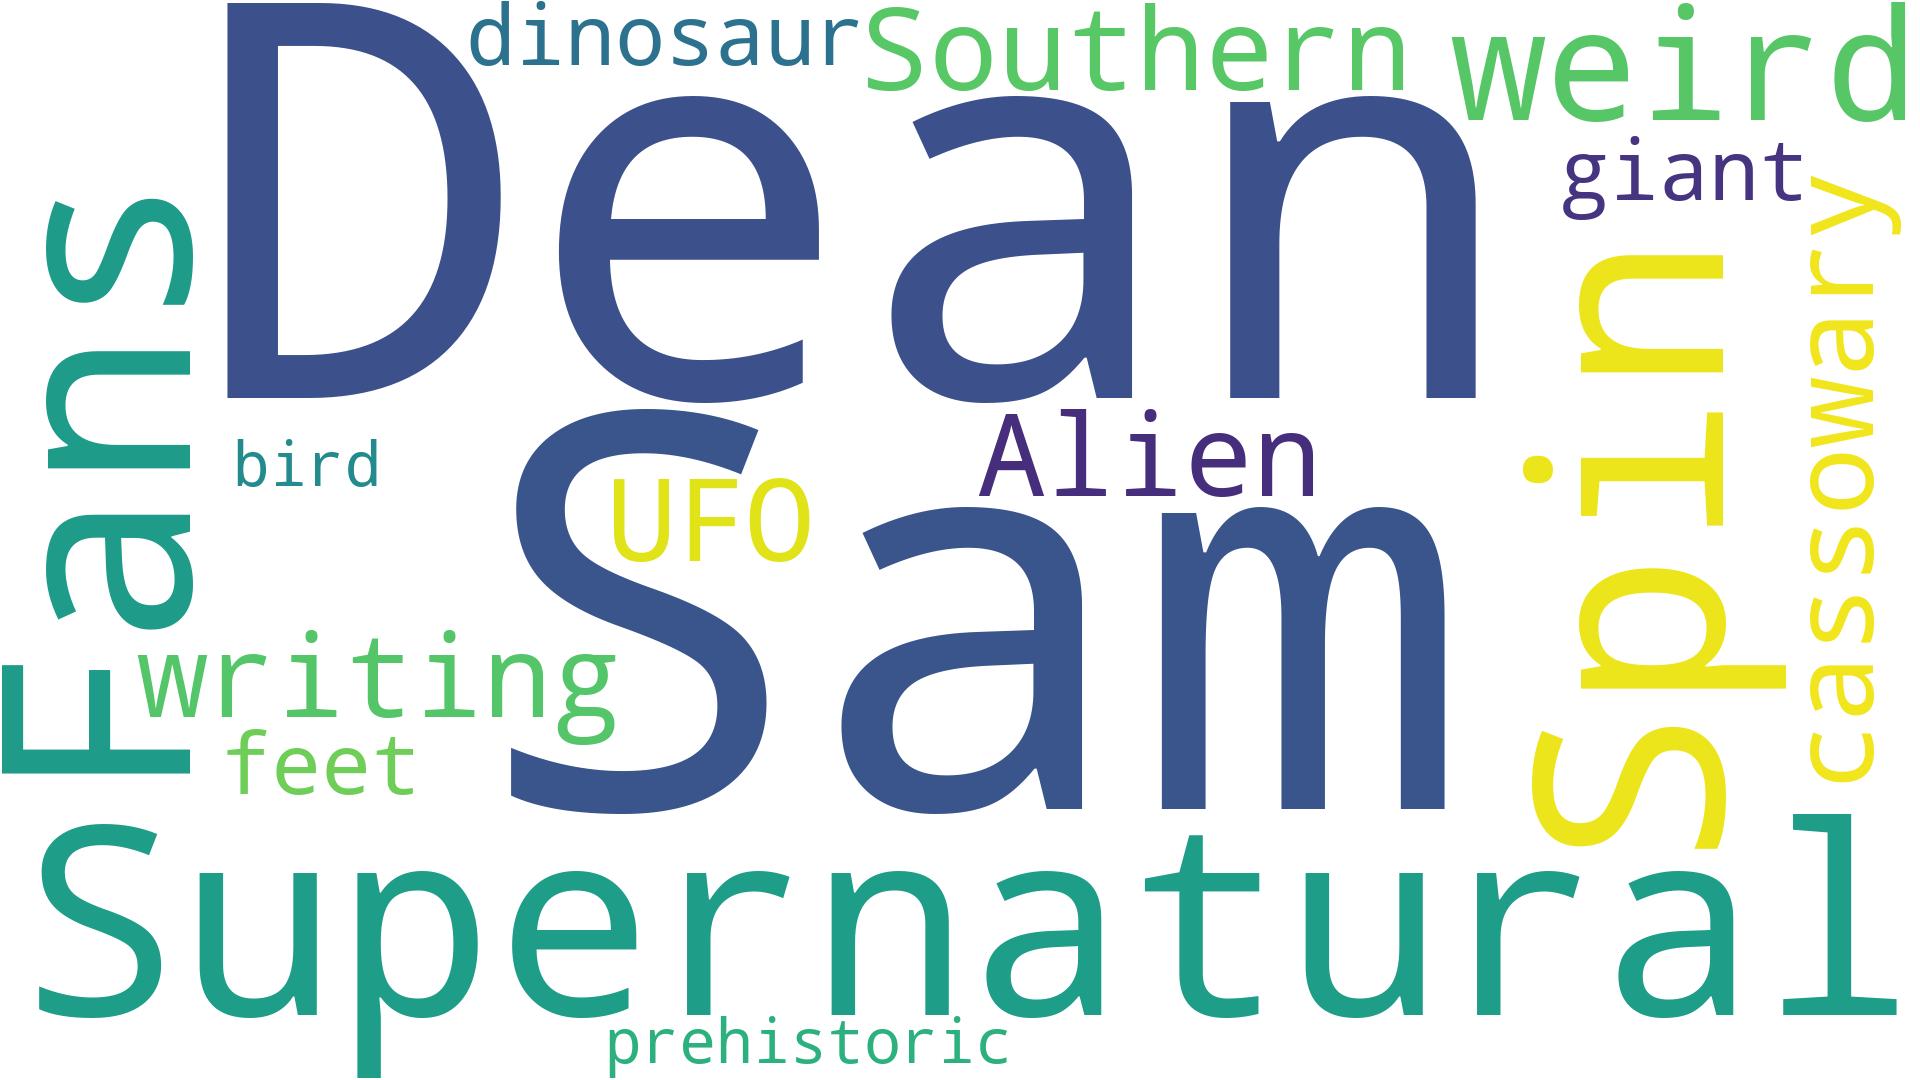 dinosaur
Southern
weird
Dean
giant
Fans
Spin
cassowary
Alien
bird
UFO
Sam
writing
feet
Supernatural
prehistoric